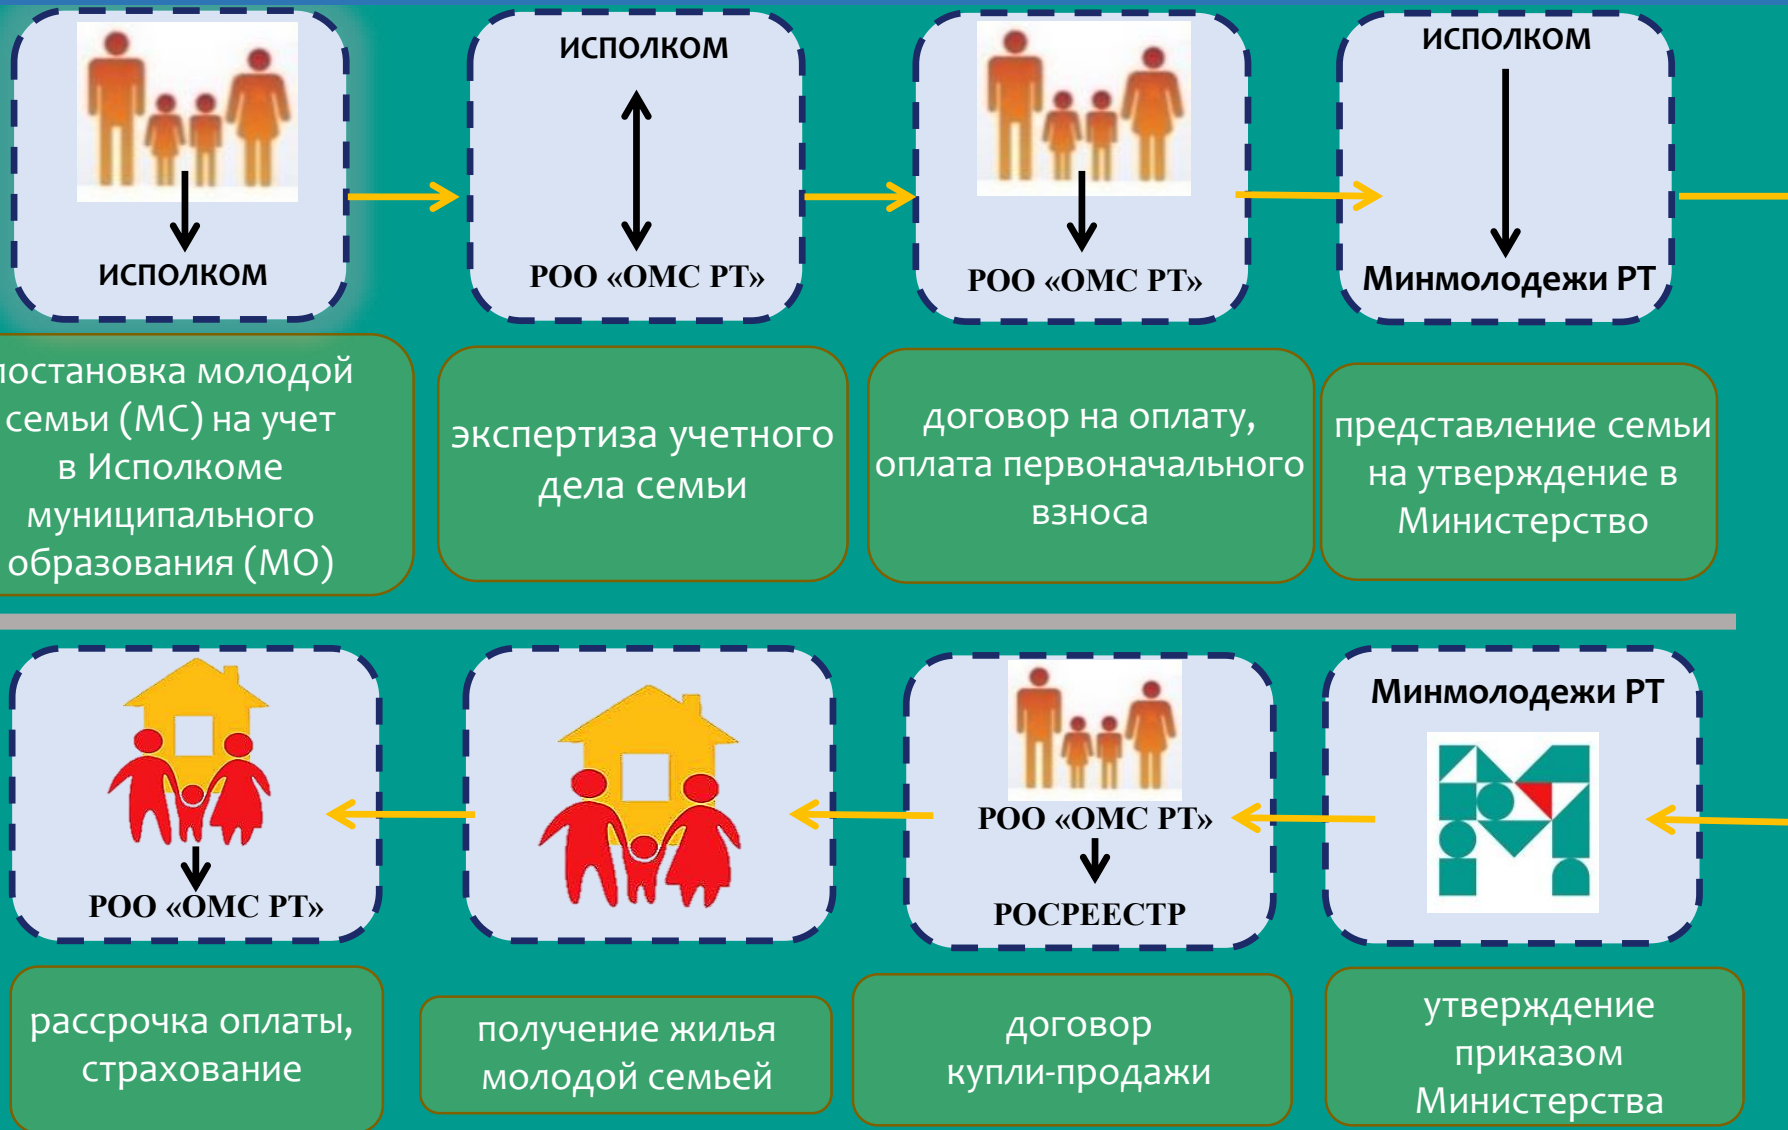 ИСПОЛКОМ
постановка молодой
семьи (МС) на учет
в Исполкоме
муниципального
образования (МО)
ИСПОЛКОМ
РОО «ОМС РТ»
экспертиза учетного
дела семьи
РОО «ОМС РТ»
договор на оплату,
оплата первоначального
взноса
ИСПОЛКОМ
Минмолодежи РТ
представление семьи
на утверждение в
Министерство
РОО «ОМС РТ»
рассрочка оплаты,
страхование
получение жилья
молодой семьей
РОО «ОМС РТ»
РОСРЕЕСТР
договор
купли-продажи
Минмолодежи РТ
утверждение
приказом
Министерства